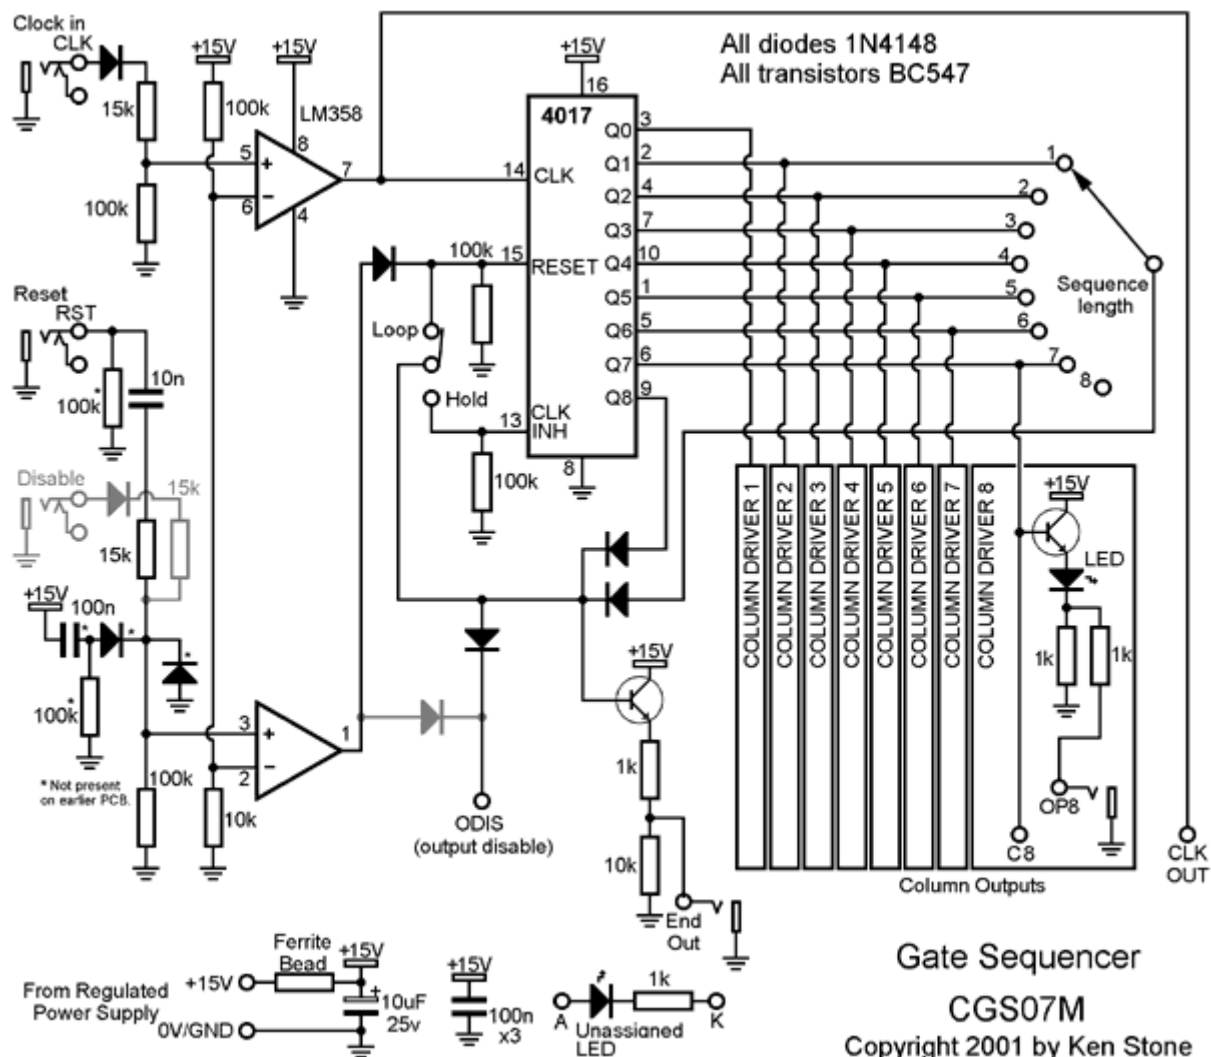 Clock in
CLK
+15V
+15V
15k
100k
LM358
8
5
+
7
6
−
4
100k
+15V
16
4017
All diodes 1N4148
All transistors BC547
Q0 3
Q1 2
14 CLK
Q2 4
Q3 7
100k
15 RESET
Q4 10
Q5 1
Q6 5
Q7 6
Q8 9
13 CLK
INH
8
1
2
3
4
5
6
7
8
Sequence
length
Reset
RST
100k
*
10n
Loop
Hold
100k
Disable
15k
15k
+15V
100n
*
*
*
100k
*
3
+
1
2
−
* Not present
on earlier PCB.
100k
10k
ODIS
(output disable)
+15V
1k
10k
End
Out
COLUMN DRIVER 1
COLUMN DRIVER 2
COLUMN DRIVER 3
COLUMN DRIVER 4
COLUMN DRIVER 5
COLUMN DRIVER 6
COLUMN DRIVER 7
COLUMN DRIVER 8
+15V
LED
1k
1k
OP8
C8
CLK
OUT
Column Outputs
From Regulated
Power Supply
+15V
0V/GND
Ferrite
Bead
+15V
+
10uF
25v
+15V
100n
x3
A
1k
K
Unassigned
LED
Gate Sequencer
CGS07M
Copyright 2001 by Ken Stone